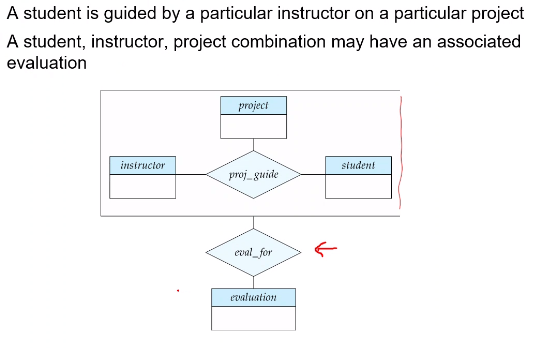 A student is guided by a particular instructor on a particular project
A student, instructor, project combination may have an associated
evaluation
project
instructor
proj_guide
student
eval_for
evaluation